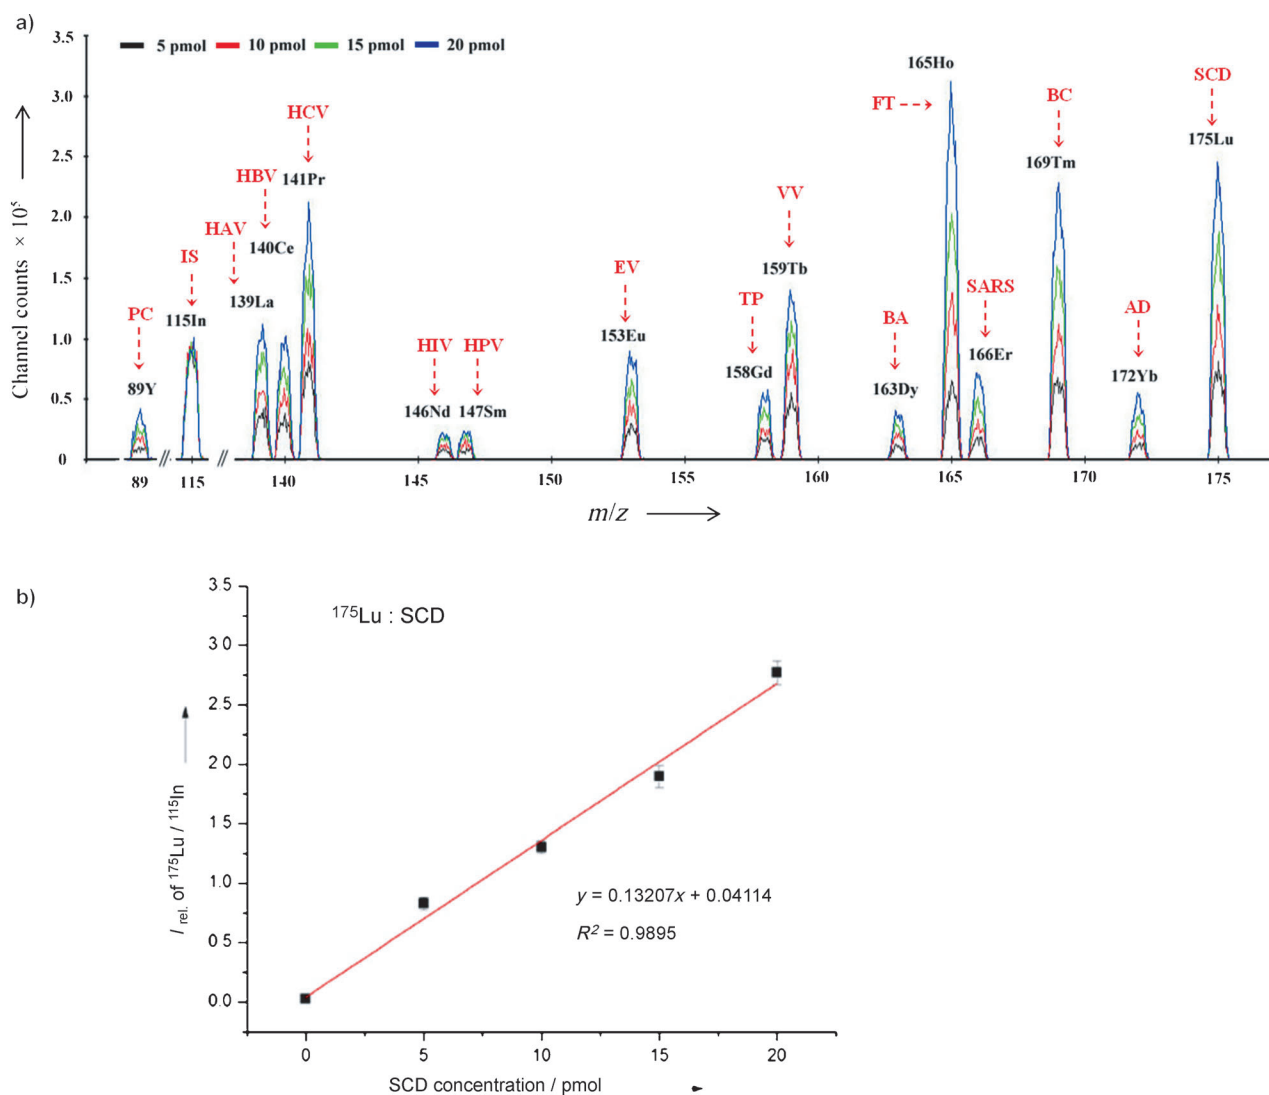 a)
5 pmol 10 pmol 15 pmol 20 pmol
Channel counts × 10⁵
3.5
3.0
2.5
2.0
1.5
1.0
0.5
0
PC
89Y
IS
115In
HAV
139La
HBV
140Ce
HCV
141Pr
HIV
146Nd
HPV
147Sm
EV
153Eu
TP
158Gd
VV
159Tb
BA
163Dy
FT
165Ho
SARS
166Er
BC
169Tm
AD
172Yb
SCD
175Lu
89 115 140 145 150 155 160 165 170 175
m/z
b)
¹⁷⁵Lu : SCD
I rel. of ¹⁷⁵Lu / ¹¹⁵In
3.5
3 0
2.5
2 0
1.5
1 0
0 5
0.0
y = 0.13207x + 0.04114
R² = 0.9895
0 5 10 15 20
SCD concentration / pmol